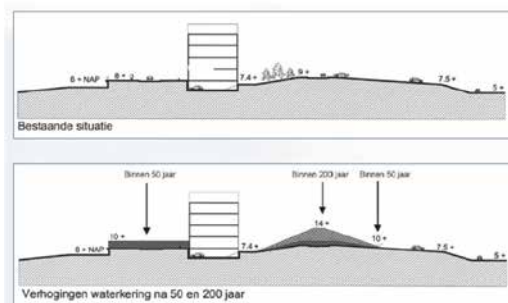 6 + NAP
8 +
7.4 +
9 +
7.5 +
5 +
Bestaande situatie
Binnen 50 jaar
Binnen 200 jaar
Binnen 50 jaar
14 +
10 +
10 +
6 + NAP
7.4 +
7.5 +
5 +
Verhogingen waterkering na 50 en 200 jaar